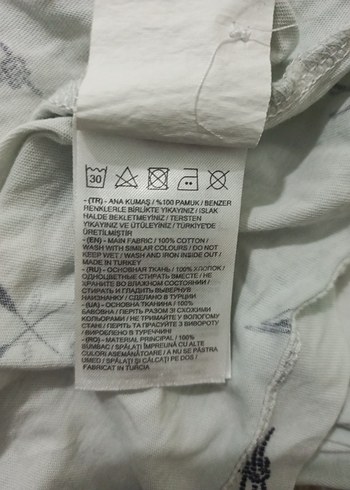 30
- (TR) - ANA KUMAŞ / %100 PAMUK / BENZER
RENKLERLE BİRLİKTE YIKAYINIZ / ISLAK
HALDE BEKLETMEYİNİZ / TERSTEN
YIKAYINIZ VE ÜTÜLEYİNİZ / TÜRKİYE'DE
ÜRETİLMİŞTİR
- (EN) - MAIN FABRIC / 100% COTTON /
WASH WITH SIMILAR COLOURS / DO NOT
KEEP WET / WASH AND IRON INSIDE OUT /
MADE IN TURKEY
- (RU) - ОСНОВНАЯ ТКАНЬ / 100% ХЛОПОК /
ОДНОЦВЕТНЫЕ СТИРАТЬ ВМЕСТЕ / НЕ
ХРАНИТЬ ВО ВЛАЖНОМ СОСТОЯНИИ /
СТИРАТЬ И ГЛАДИТЬ ВЫВЕРНУВ
НАИЗНАНКУ / СДЕЛАНО В ТУРЦИИ
- (UA) - ОСНОВНА ТКАНИНА / 100%
БАВОВНА / ПЕРІТЬ РАЗОМ ЗІ СХОЖИМИ
КОЛЬОРАМИ / НЕ ТРИМАЙТЕ У ВОЛОГОМУ
СТАНІ / ПЕРІТЬ ТА ПРАСУЙТЕ З ВИВОРОТУ
/ ВИРОБЛЕНО В ТУРЕЧЧИНІ
- (RO) - MATERIAL PRINCIPAL / 100%
BUMBAC / SPĂLAȚI ÎMPREUNĂ CU ALTE
CULORI ASEMĂNĂTOARE / A NU SE PĂSTRA
UMED / SPĂLAȚI ȘI CĂLCAȚI PE DOS /
FABRICAT IN TURCIA